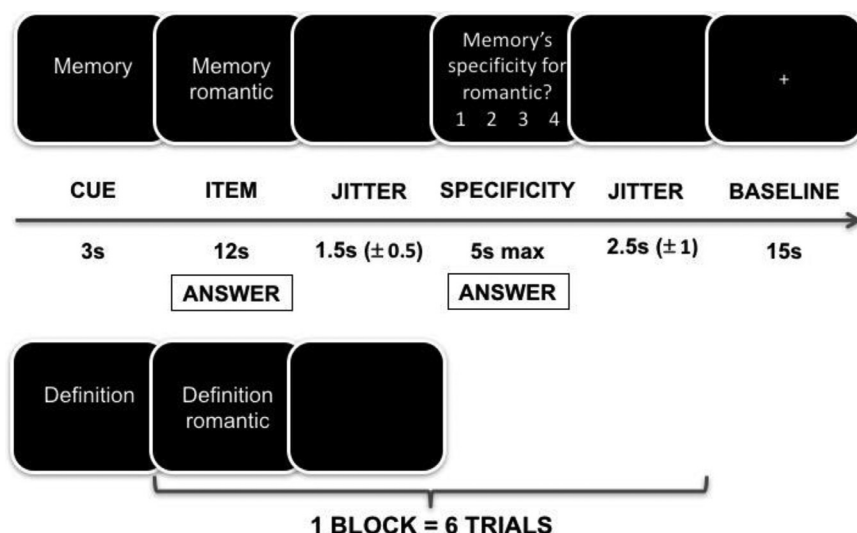 Memory
Memory
romantic
Memory's
specificity for
romantic?
1 2 3 4
+
CUE ITEM JITTER SPECIFICITY JITTER BASELINE
3s 12s 1.5s (±0.5) 5s max 2.5s (±1) 15s
ANSWER ANSWER
Definition
Definition
romantic
1 BLOCK = 6 TRIALS